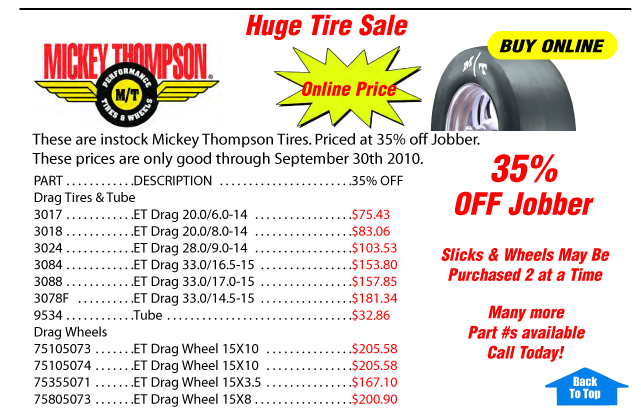 Huge Tire Sale
MICKEY THOMPSON
PERFORMANCE
M/T
TIRES & WHEELS
Online Price
BUY ONLINE
These are instock Mickey Thompson Tires. Priced at 35% off Jobber.
These prices are only good through September 30th 2010.
PART ............DESCRIPTION ........................35% OFF
Drag Tires & Tube
3017 ............ET Drag 20.0/6.0-14 .................$75.43
3018 ............ET Drag 20.0/8.0-14 .................$83.06
3024 ............ET Drag 28.0/9.0-14 .................$103.53
3084 ............ET Drag 33.0/16.5-15 ................$153.80
3088 ............ET Drag 33.0/17.0-15 ................$157.85
3078F ..........ET Drag 33.0/14.5-15 ................$181.34
9534 ............Tube ................................$32.86
Drag Wheels
75105073 .......ET Drag Wheel 15X10 ...............$205.58
75105074 .......ET Drag Wheel 15X10 ...............$205.58
75355071 .......ET Drag Wheel 15X3.5 ..............$167.10
75805073 .......ET Drag Wheel 15X8 ................$200.90
35%
OFF Jobber
Slicks & Wheels May Be
Purchased 2 at a Time
Many more
Part #s available
Call Today!
Back
To Top